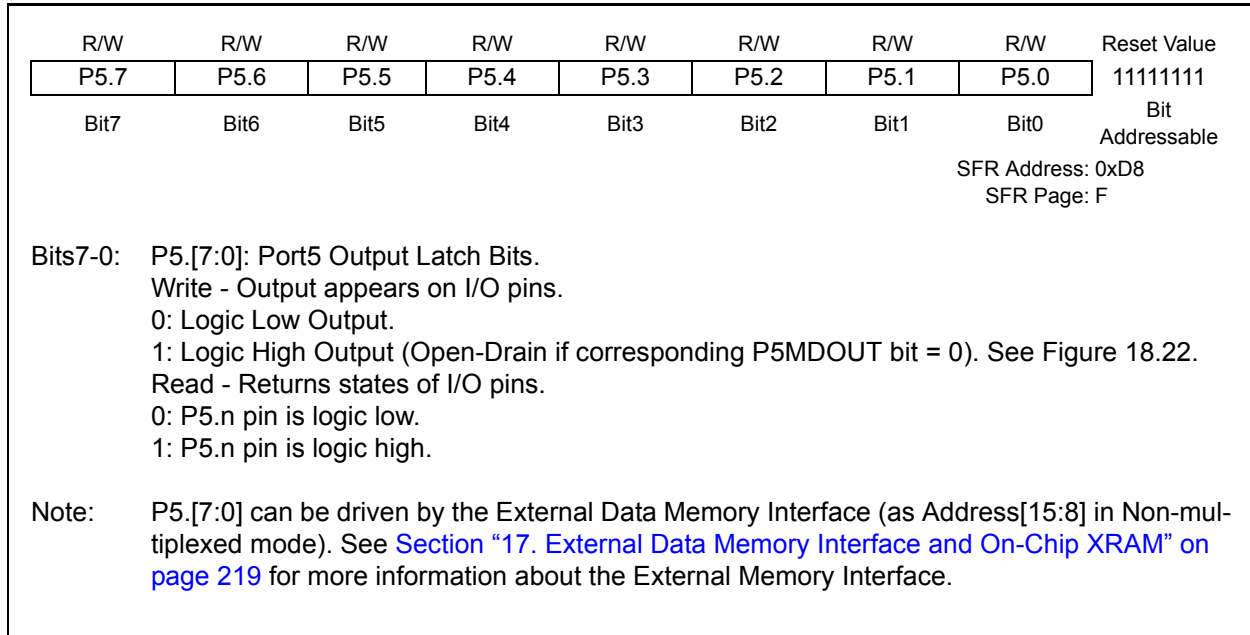 R/W R/W R/W R/W R/W R/W R/W R/W Reset Value
P5.7 P5.6 P5.5 P5.4 P5.3 P5.2 P5.1 P5.0 11111111
Bit7 Bit6 Bit5 Bit4 Bit3 Bit2 Bit1 Bit0 Bit
Addressable
SFR Address: 0xD8
SFR Page: F
Bits7-0: P5.[7:0]: Port5 Output Latch Bits.
Write - Output appears on I/O pins.
0: Logic Low Output.
1: Logic High Output (Open-Drain if corresponding P5MDOUT bit = 0). See Figure 18.22.
Read - Returns states of I/O pins.
0: P5.n pin is logic low.
1: P5.n pin is logic high.
Note: P5.[7:0] can be driven by the External Data Memory Interface (as Address[15:8] in Non-mul-
tiplexed mode). See Section “17. External Data Memory Interface and On-Chip XRAM” on
page 219 for more information about the External Memory Interface.